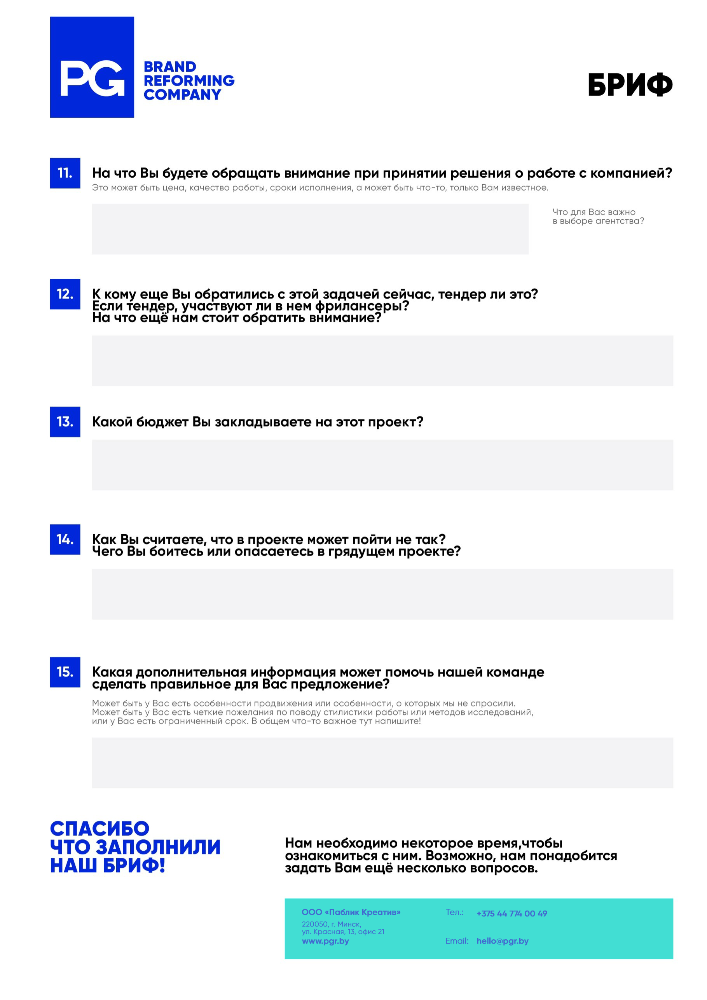 PG
BRAND
REFORMING
COMPANY
БРИФ
11.
На что Вы будете обращать внимание при принятии решения о работе с компанией?
Это может быть цена, качество работы, сроки исполнения, а может быть что-то, только Вам известное.
Что для Вас важно
в выборе агентства?
12.
К кому еще Вы обратились с этой задачей сейчас, тендер ли это?
Если тендер, участвуют ли в нем фрилансеры?
На что ещё нам стоит обратить внимание?
13.
Какой бюджет Вы закладываете на этот проект?
14.
Как Вы считаете, что в проекте может пойти не так?
Чего Вы боитесь или опасаетесь в грядущем проекте?
15.
Какая дополнительная информация может помочь нашей команде
сделать правильное для Вас предложение?
Может быть у Вас есть особенности продвижения или особенности, о которых мы не спросили.
Может быть у Вас есть четкие пожелания по поводу стилистики работы или методов исследований,
или у Вас есть ограниченный срок. В общем что-то важное тут напишите!
СПАСИБО
ЧТО ЗАПОЛНИЛИ
НАШ БРИФ!
Нам необходимо некоторое время,чтобы
ознакомиться с ним. Возможно, нам понадобится
задать Вам ещё несколько вопросов.
ООО «Паблик Креатив»
220050, г. Минск,
ул. Красная, 13, офис 21
www.pgr.by
Тел.: +375 44 774 00 49
Email: hello@pgr.by